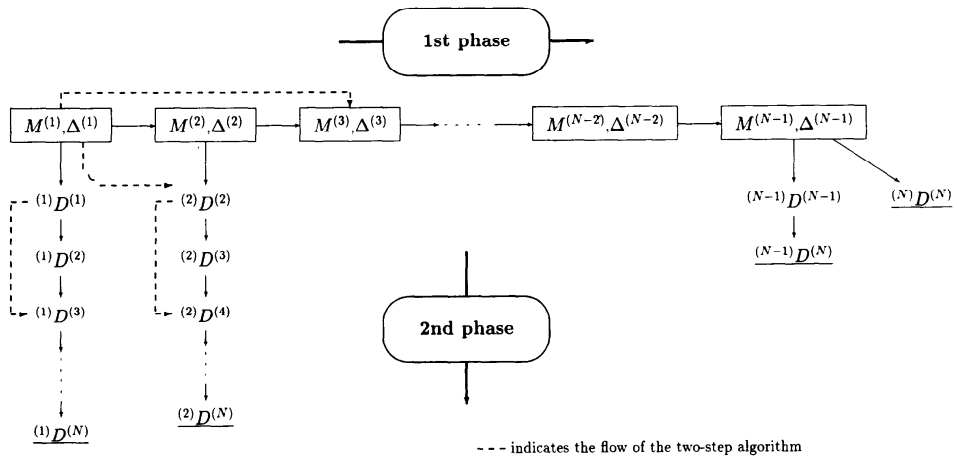 1st phase
M^(1),Δ^(1) M^(2),Δ^(2) M^(3),Δ^(3) · · · · M^(N−2),Δ^(N−2) M^(N−1),Δ^(N−1)
^(1)D^(1) ^(2)D^(2) ^(N−1)D^(N−1) ^(N)D^(N)
^(1)D^(2) ^(2)D^(3) ^(N−1)D^(N)
^(1)D^(3) ^(2)D^(4)
2nd phase
^(1)D^(N) ^(2)D^(N)
--- indicates the flow of the two-step algorithm